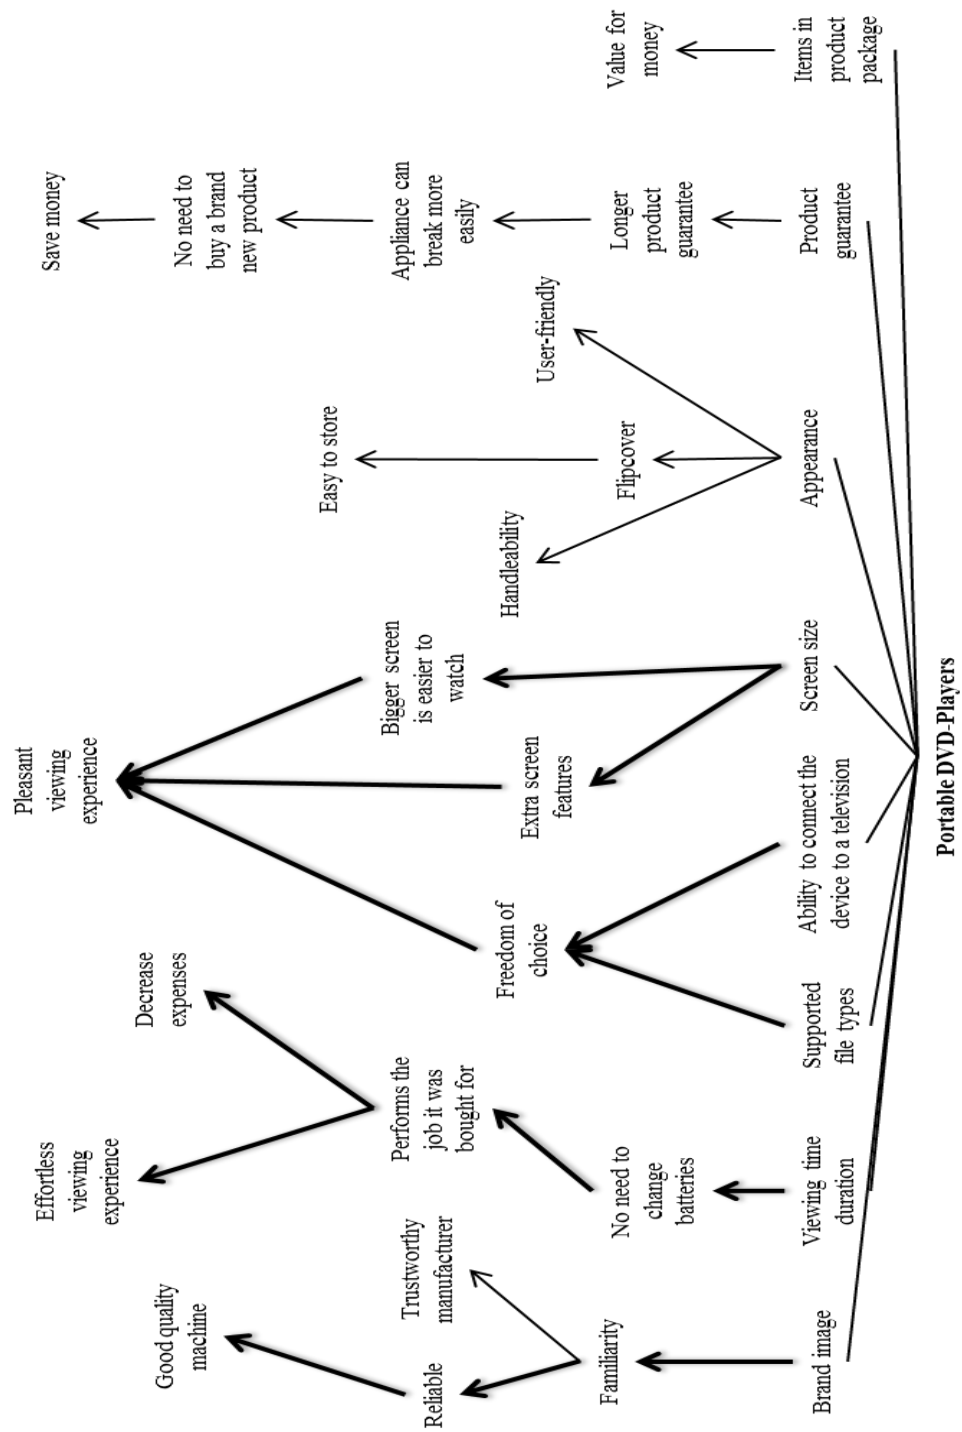 Pleasant
viewing
experience
Effortless
viewing
experience
Decrease
expenses
Good quality
machine
Save money
No need to
buy a brand
new product
Easy to store
Reliable
Trustworthy
manufacturer
Performs the
job it was
bought for
Bigger screen
is easier to
watch
Appliance can
break more
easily
Freedom of
choice
Extra screen
features
Handleability
User-friendly
Familiarity
No need to
change
batteries
Flipcover
Longer
product
guarantee
Value for
money
Brand image
Viewing time
duration
Supported
file types
Ability to connect the
device to a television
Screen size
Appearance
Product
guarantee
Items in
product
package
Portable DVD-Players